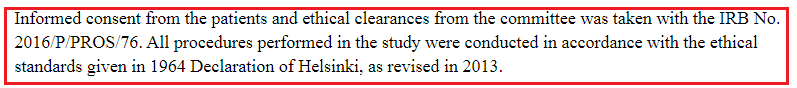 Informed consent from the patients and ethical clearances from the committee was taken with the IRB No.
2016/P/PROS/76. All procedures performed in the study were conducted in accordance with the ethical
standards given in 1964 Declaration of Helsinki, as revised in 2013.